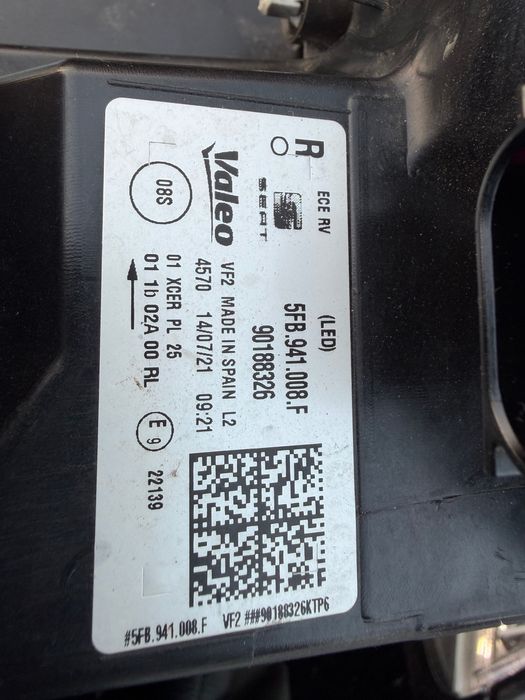 R
ECE RV
SEAT
(LED)
5FB.941.008.F
90188326
Valeo
VF2 MADE IN SPAIN L2
4570 14/07/21 09:21
08S
01 XCER PL 25
01 1b 02A 00 RL
E 9
22139
#5FB.941.008.F VF2 ###90188326KTP6